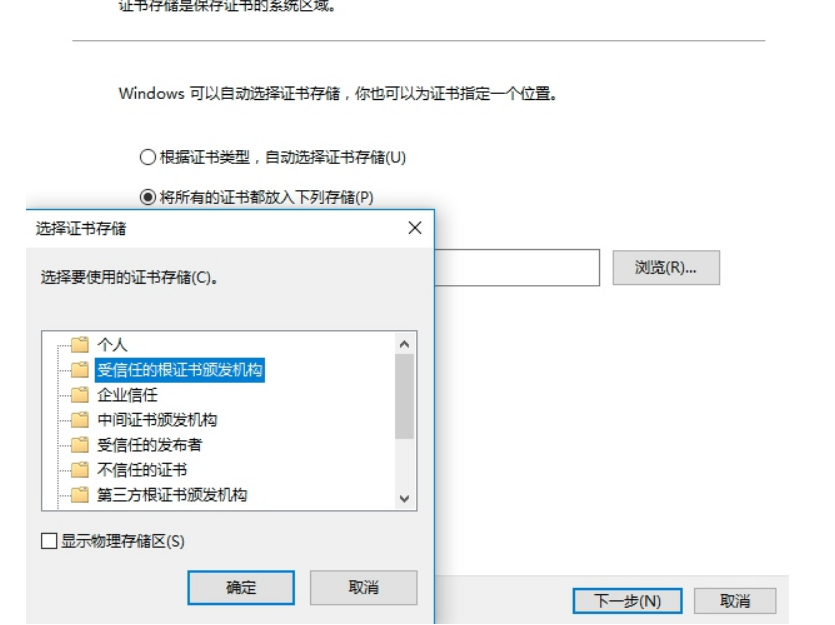 证书存储是保存证书的系统区域。
Windows 可以自动选择证书存储，你也可以为证书指定一个位置。
根据证书类型，自动选择证书存储(U)
将所有的证书都放入下列存储(P)
选择证书存储
浏览(R)...
选择要使用的证书存储(C)。
个人
受信任的根证书颁发机构
企业信任
中间证书颁发机构
受信任的发布者
不信任的证书
第三方根证书颁发机构
显示物理存储区(S)
确定 取消
下一步(N) 取消